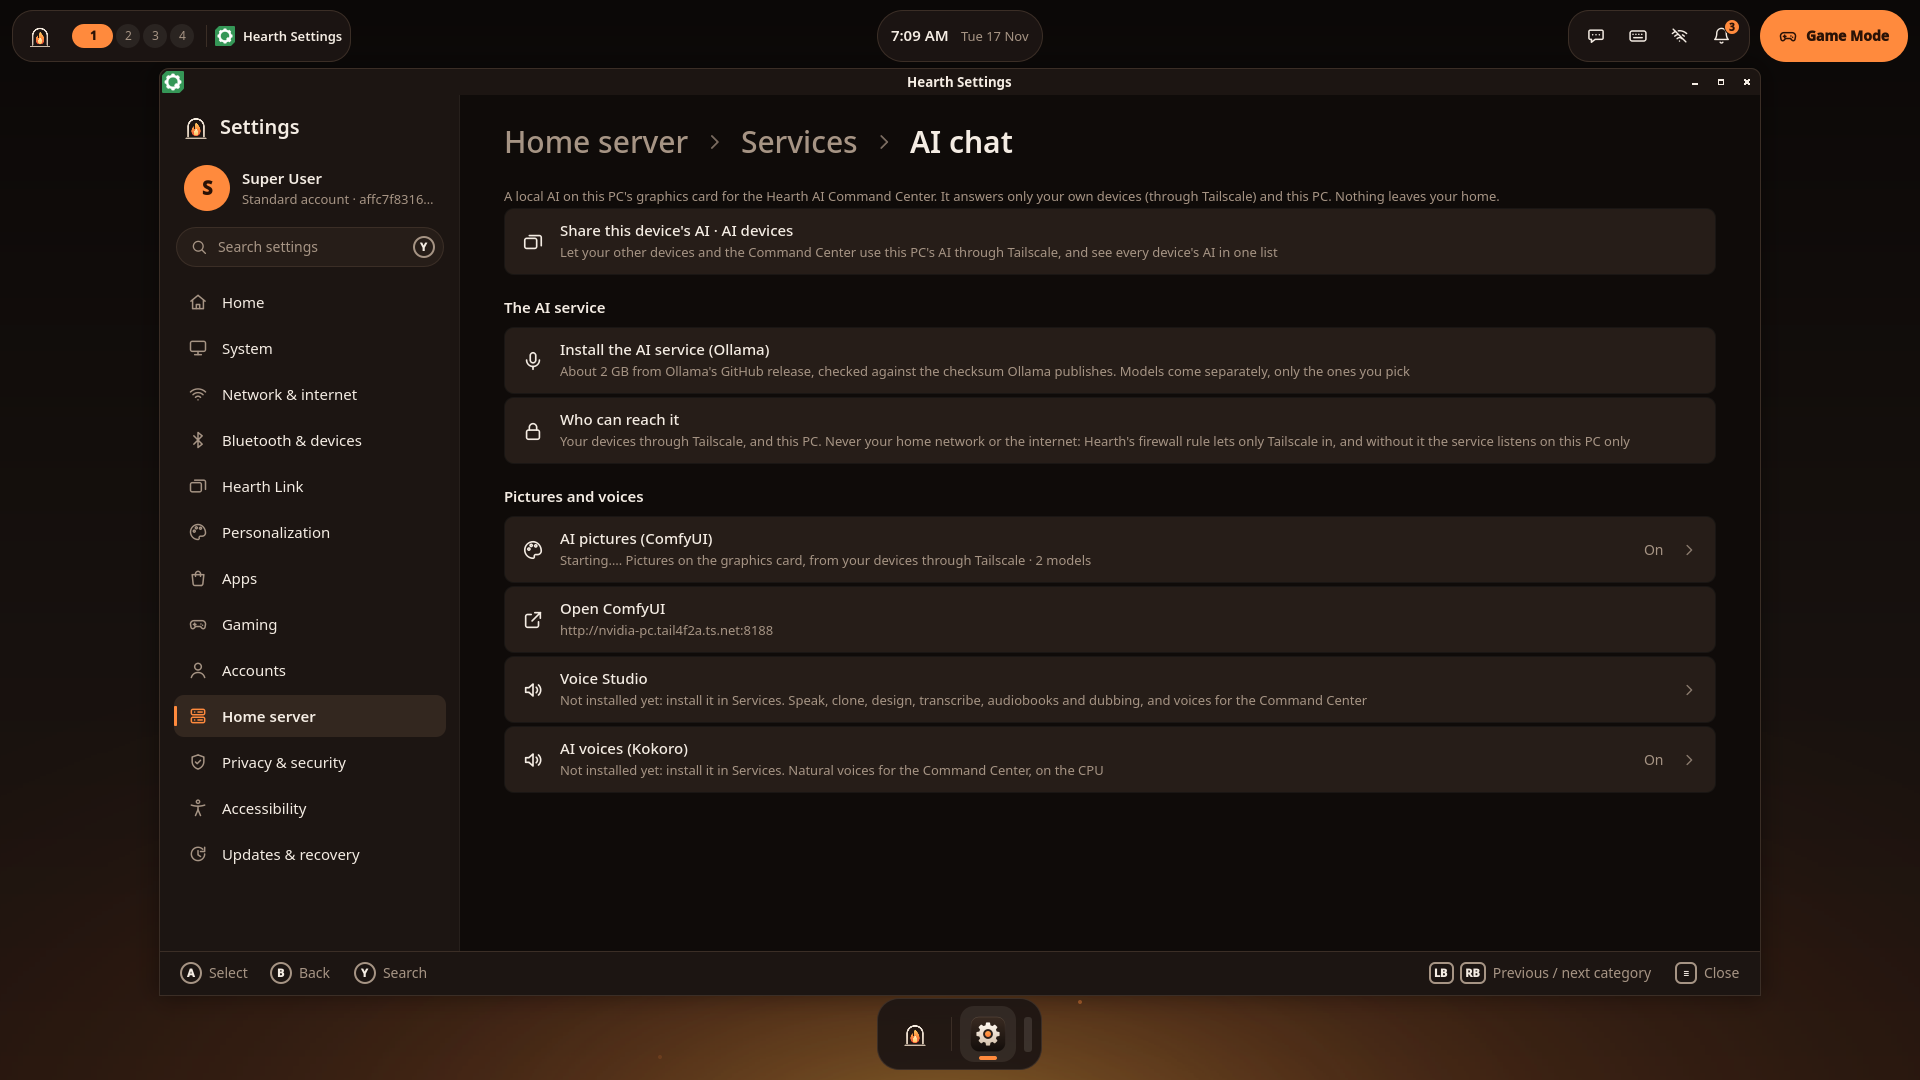 1 2 3 4 Hearth Settings
7:09 AM Tue 17 Nov
3
Game Mode
Hearth Settings
Settings
S
Super User
Standard account · affc7f8316...
Search settings Y
Home
System
Network & internet
Bluetooth & devices
Hearth Link
Personalization
Apps
Gaming
Accounts
Home server
Privacy & security
Accessibility
Updates & recovery
Home server > Services > AI chat
A local AI on this PC's graphics card for the Hearth AI Command Center. It answers only your own devices (through Tailscale) and this PC. Nothing leaves your home.
Share this device's AI · AI devices
Let your other devices and the Command Center use this PC's AI through Tailscale, and see every device's AI in one list
The AI service
Install the AI service (Ollama)
About 2 GB from Ollama's GitHub release, checked against the checksum Ollama publishes. Models come separately, only the ones you pick
Who can reach it
Your devices through Tailscale, and this PC. Never your home network or the internet: Hearth's firewall rule lets only Tailscale in, and without it the service listens on this PC only
Pictures and voices
AI pictures (ComfyUI)
Starting.... Pictures on the graphics card, from your devices through Tailscale · 2 models
On
Open ComfyUI
http://nvidia-pc.tail4f2a.ts.net:8188
Voice Studio
Not installed yet: install it in Services. Speak, clone, design, transcribe, audiobooks and dubbing, and voices for the Command Center
AI voices (Kokoro)
Not installed yet: install it in Services. Natural voices for the Command Center, on the CPU
On
A Select B Back Y Search
LB RB Previous / next category ≡ Close